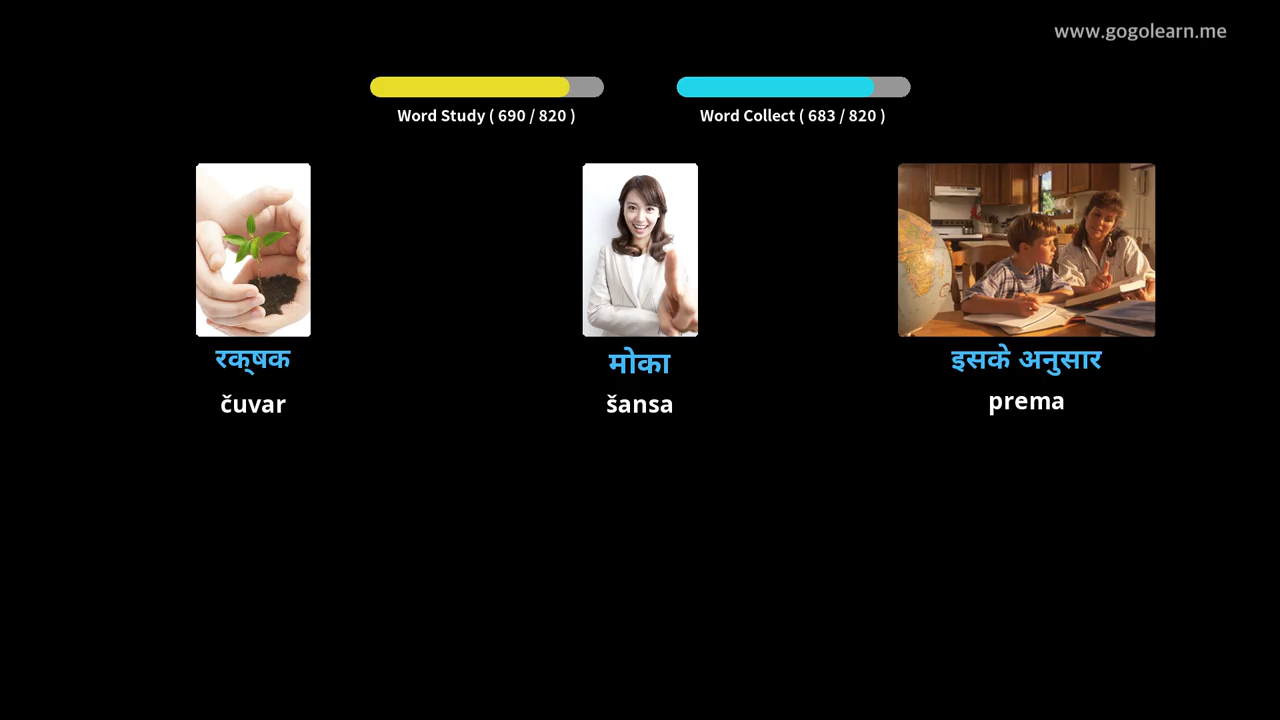 www.gogolearn.me
Word Study ( 690 / 820 )
Word Collect ( 683 / 820 )
रक्षक
मोका
इसके अनुसार
čuvar
šansa
prema